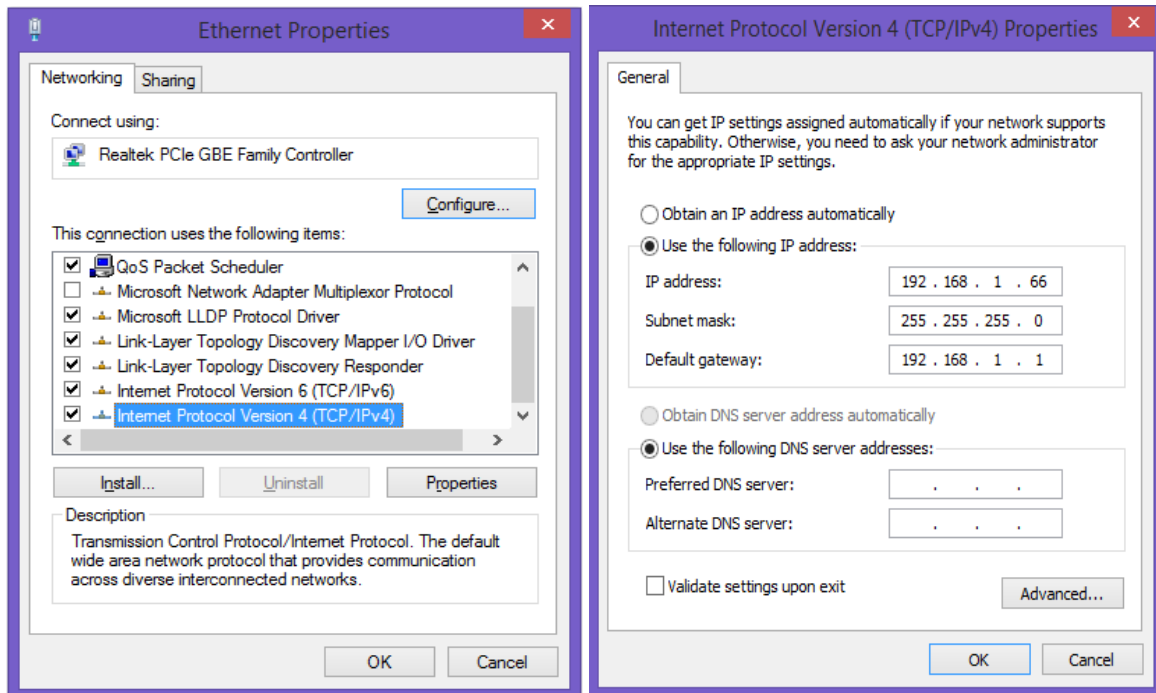 Ethernet Properties
Networking
Sharing
Connect using:
Realtek PCIe GBE Family Controller
Configure...
This connection uses the following items:
QoS Packet Scheduler
Microsoft Network Adapter Multiplexor Protocol
Microsoft LLDP Protocol Driver
Link-Layer Topology Discovery Mapper I/O Driver
Link-Layer Topology Discovery Responder
Internet Protocol Version 6 (TCP/IPv6)
Internet Protocol Version 4 (TCP/IPv4)
Install...
Uninstall
Properties
Description
Transmission Control Protocol/Internet Protocol. The default
wide area network protocol that provides communication
across diverse interconnected networks.
OK
Cancel
Internet Protocol Version 4 (TCP/IPv4) Properties
General
You can get IP settings assigned automatically if your network supports
this capability. Otherwise, you need to ask your network administrator
for the appropriate IP settings.
Obtain an IP address automatically
Use the following IP address:
IP address:
192 . 168 . 1 . 66
Subnet mask:
255 . 255 . 255 . 0
Default gateway:
192 . 168 . 1 . 1
Obtain DNS server address automatically
Use the following DNS server addresses:
Preferred DNS server:
. . .
Alternate DNS server:
. . .
Validate settings upon exit
Advanced...
OK
Cancel